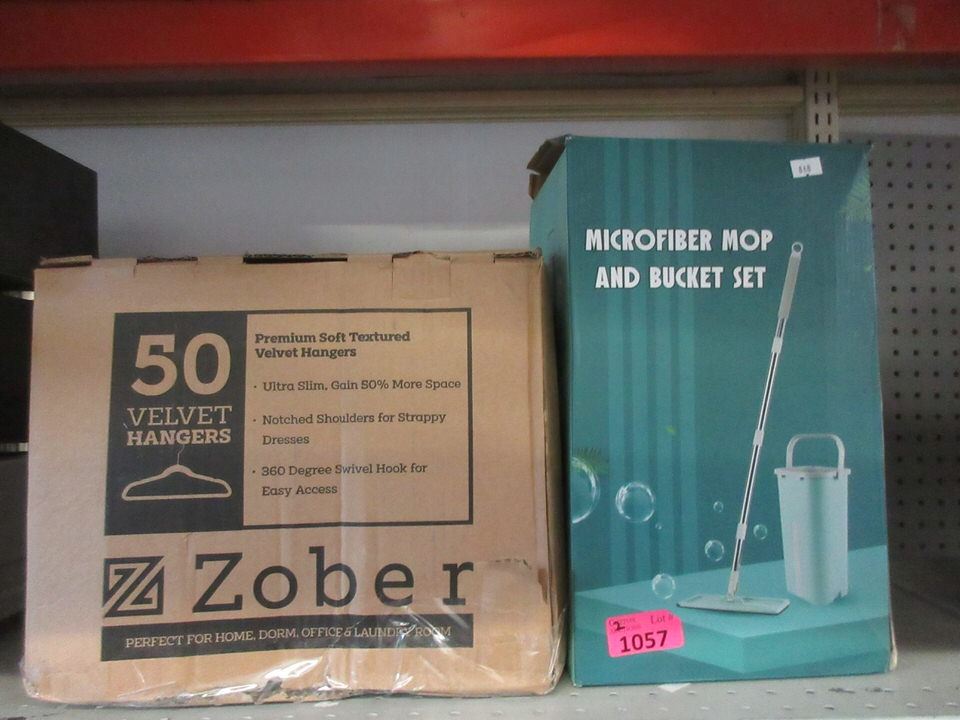 50
VELVET
HANGERS
Premium Soft Textured
Velvet Hangers
· Ultra Slim, Gain 50% More Space
· Notched Shoulders for Strappy
Dresses
· 360 Degree Swivel Hook for
Easy Access
Zober
PERFECT FOR HOME, DORM, OFFICE & LAUNDRY ROOM
MICROFIBER MOP
AND BUCKET SET
2
Lot #
1057